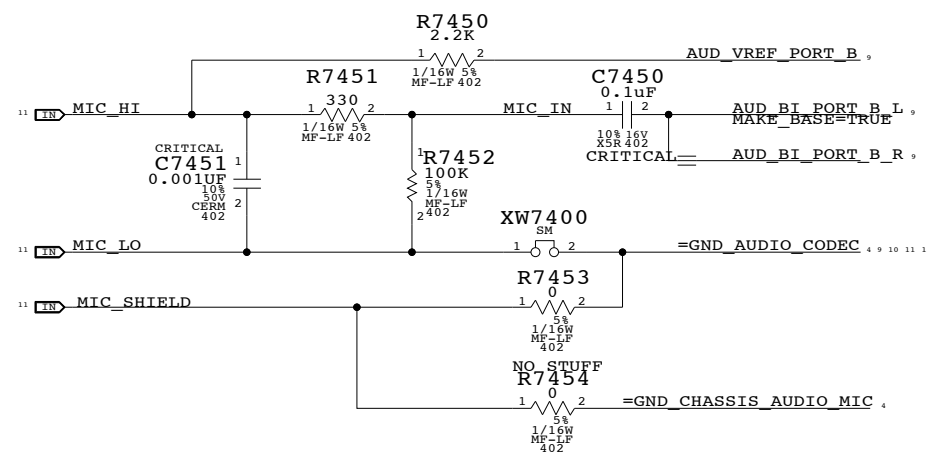 R7450
2.2K
1 2
1/16W 5%
MF-LF 402
AUD_VREF_PORT_B 9
R7451
330
1 2
1/16W 5%
MF-LF 402
C7450
0.1uF
1 2
10% 16V
X5R 402
CRITICAL
11 IN MIC_HI
MIC_IN
AUD_BI_PORT_B_L 9
MAKE_BASE=TRUE
AUD_BI_PORT_B_R 9
CRITICAL
C7451
0.001UF
10%
50V
CERM
402
1
2
1
R7452
100K
5%
1/16W
MF-LF
402
2
XW7400
SM
1 2
11 IN MIC_LO
=GND_AUDIO_CODEC 4 9 10 11 1
R7453
0
1 2
5%
1/16W
MF-LF
402
11 IN MIC_SHIELD
NO STUFF
R7454
0
1 2
5%
1/16W
MF-LF
402
=GND_CHASSIS_AUDIO_MIC 4